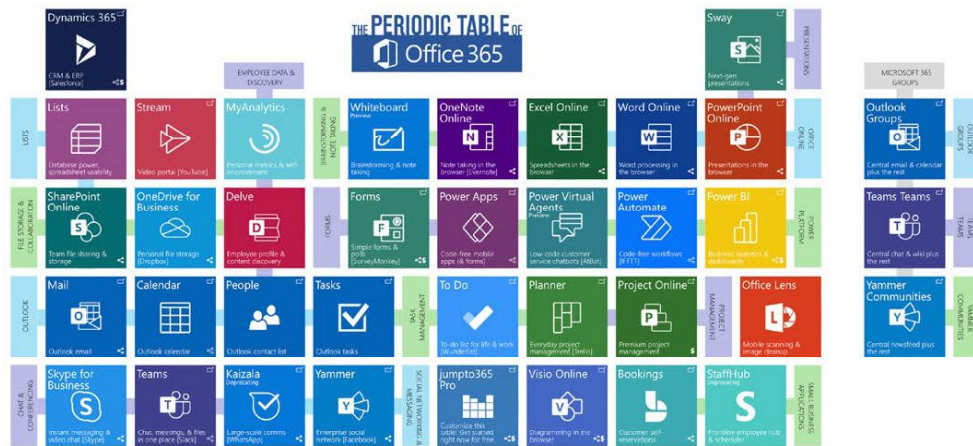 THE PERIODIC TABLE OF
Office 365
Dynamics 365
CRM & ERP
[Salesforce]
Sway
Next-gen
presentations
PRESENTATIONS
EMPLOYEE DATA &
DISCOVERY
MICROSOFT 365
GROUPS
LISTS
Lists
Database power,
spreadsheet usability
Stream
Video portal [YouTube]
MyAnalytics
Personal metrics & self-
improvement
BRAINSTORMING &
NOTE TAKING
Whiteboard
Preview
Brainstorming & note
taking
OneNote
Online
Note taking in the
browser [Evernote]
Excel Online
Spreadsheets in the
browser
Word Online
Word processing in
the browser
PowerPoint
Online
Presentations in the
browser
OFFICE
ONLINE
Outlook
Groups
Central email & calendar
plus the rest
OUTLOOK
GROUPS
FILE STORAGE &
COLLABORATION
SharePoint
Online
Team file sharing &
storage
OneDrive for
Business
Personal file storage
[Dropbox]
Delve
Employee profile &
content discovery
FORMS
Forms
Simple forms &
polls
[SurveyMonkey]
Power Apps
Code-free mobile
apps (& forms)
Power Virtual
Agents
Preview
Low-code customer
service chatbots [AtBot]
Power
Automate
Code-free workflows
[IFTTT]
Power BI
Business analytics &
dashboards
POWER
PLATFORM
Teams Teams
Central chat & wiki plus
the rest
TEAMS
TEAMS
OUTLOOK
Mail
Outlook email
Calendar
Outlook calendar
People
Outlook contact list
Tasks
Outlook tasks
TASK
MANAGEMENT
To Do
To-do list for life & work
[Wunderlist]
Planner
Everyday project
management [Trello]
Project Online
Premium project
management
PROJECT
MANAGEMENT
Office Lens
Mobile scanning &
image cleanup
Yammer
Communities
Central newsfeed plus
the rest
YAMMER
COMMUNITIES
CHAT &
CONFERENCING
Skype for
Business
Instant messaging &
video chat [Skype]
Teams
Chat, meetings, & files
in one place [Slack]
Kaizala
Deprecating
Large-scale comms
[WhatsApp]
Yammer
Enterprise social
network [Facebook]
SOCIAL NETWORKING &
MESSAGING
jumpto365
Pro
Customize this
table! Get started
right now for free.
Visio Online
Diagramming in the
browser
Bookings
Customer self-
reservations
StaffHub
Deprecating
Frontline employee hub
& scheduler
SMALL BUSINESS
APPLICATIONS